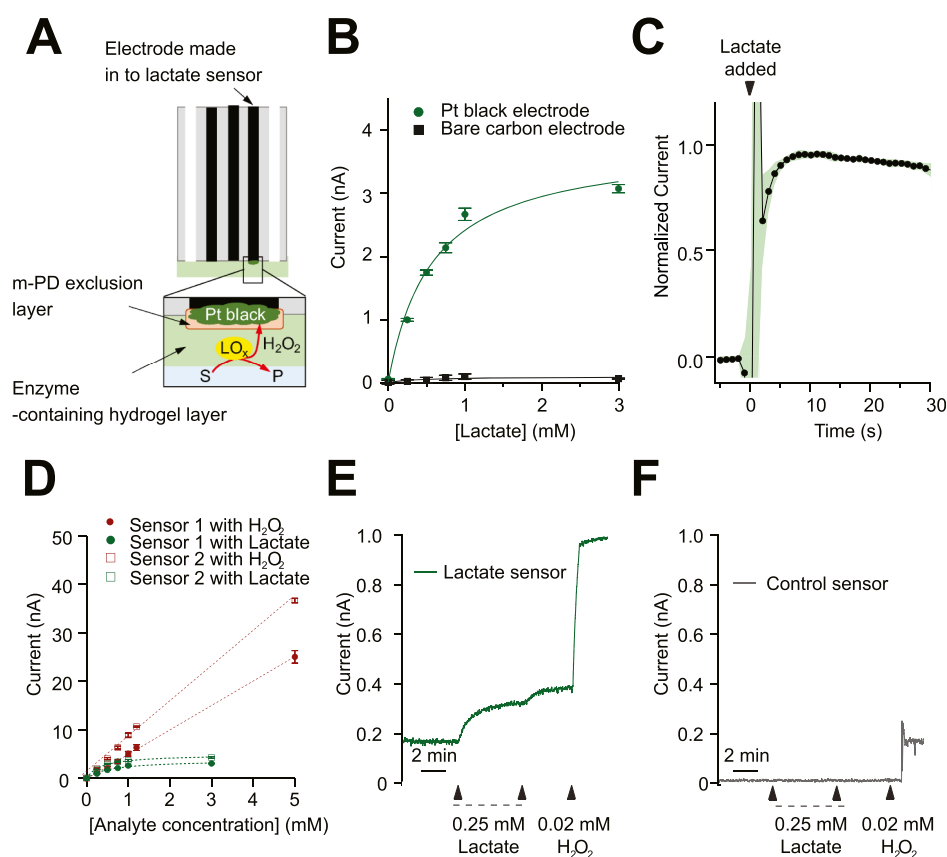 A
Electrode made
in to lactate sensor
m-PD exclusion
layer
Pt black
LOx
H2O2
S
P
Enzyme
-containing hydrogel layer
B
Pt black electrode
Bare carbon electrode
Current (nA)
4
3
2
1
0
0
1
2
3
[Lactate] (mM)
C
Lactate
added
Normalized Current
1.0
0.5
0.0
0
10
20
30
Time (s)
D
Sensor 1 with H2O2
Sensor 1 with Lactate
Sensor 2 with H2O2
Sensor 2 with Lactate
Current (nA)
50
40
30
20
10
0
0
1
2
3
4
5
[Analyte concentration] (mM)
E
Lactate sensor
Current (nA)
1.0
0.8
0.6
0.4
0.2
0
2 min
0.25 mM
Lactate
0.02 mM
H2O2
F
Control sensor
Current (nA)
1.0
0.8
0.6
0.4
0.2
0
2 min
0.25 mM
Lactate
0.02 mM
H2O2